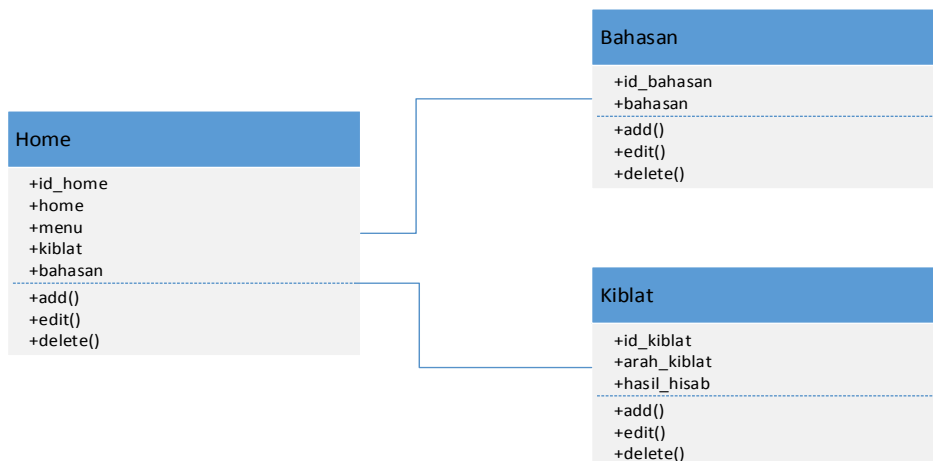 Home
+id_home
+home
+menu
+kiblat
+bahasan
+add()
+edit()
+delete()
Bahasan
+id_bahasan
+bahasan
+add()
+edit()
+delete()
Kiblat
+id_kiblat
+arah_kiblat
+hasil_hisab
+add()
+edit()
+delete()